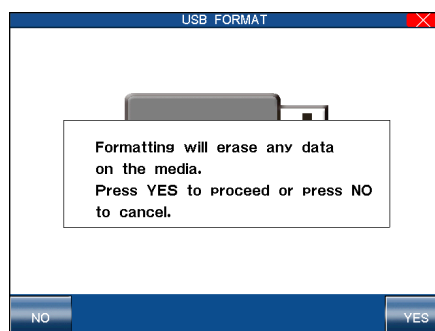 USB FORMAT
Formatting will erase any data
on the media.
Press YES to proceed or press NO
to cancel.
NO
YES